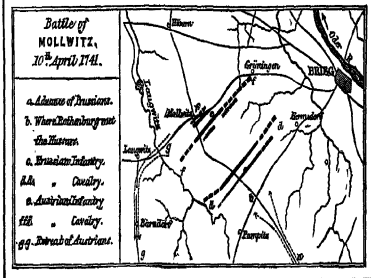 Battle of
MOLLWITZ,
10th April 1741.
a. Advance of Prussians.
b. Where Rothenburg met
the Hussars.
c. Prussian Infantry.
d.d. „ Cavalry.
e. Austrian Infantry
f.f.f. „ Cavalry.
g.g. Retreat of Austrians.
Oder R.
Grüningen
BRIEG
Mollwitz
Laugwitz
Hermsdorf
Pampitz